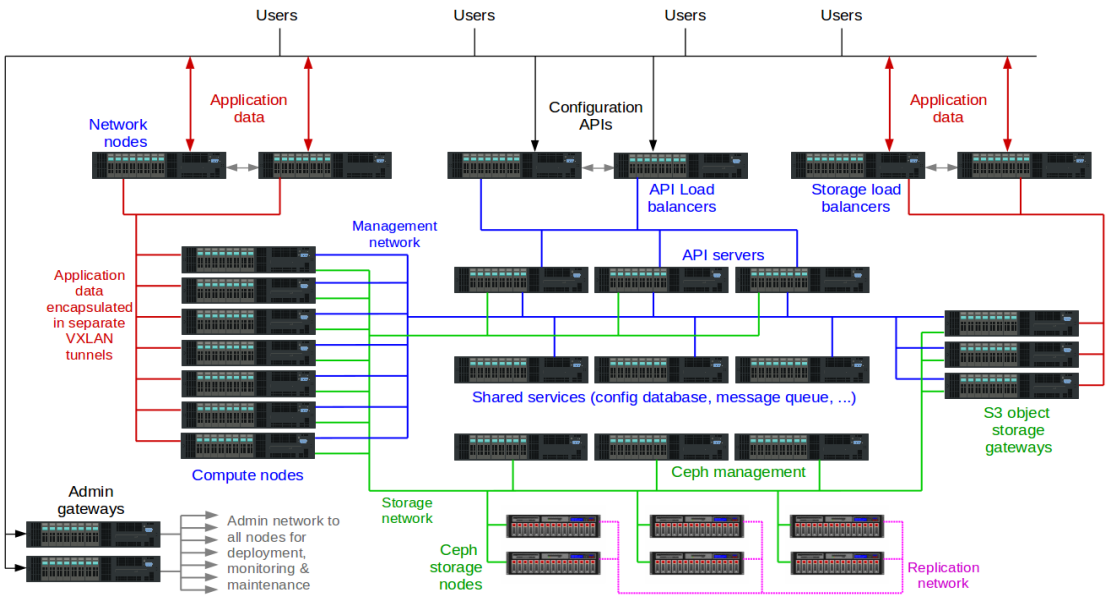 Users
Users
Users
Users
Application
data
Configuration
APIs
Application
data
Network
nodes
API Load
balancers
Storage load
balancers
Management
network
API servers
Application
data
encapsulated
in separate
VXLAN
tunnels
Shared services (config database, message queue, ...)
S3 object
storage
gateways
Compute nodes
Ceph management
Admin
gateways
Storage
network
Admin network to
all nodes for
deployment,
monitoring &
maintenance
Ceph
storage
nodes
Replication
network